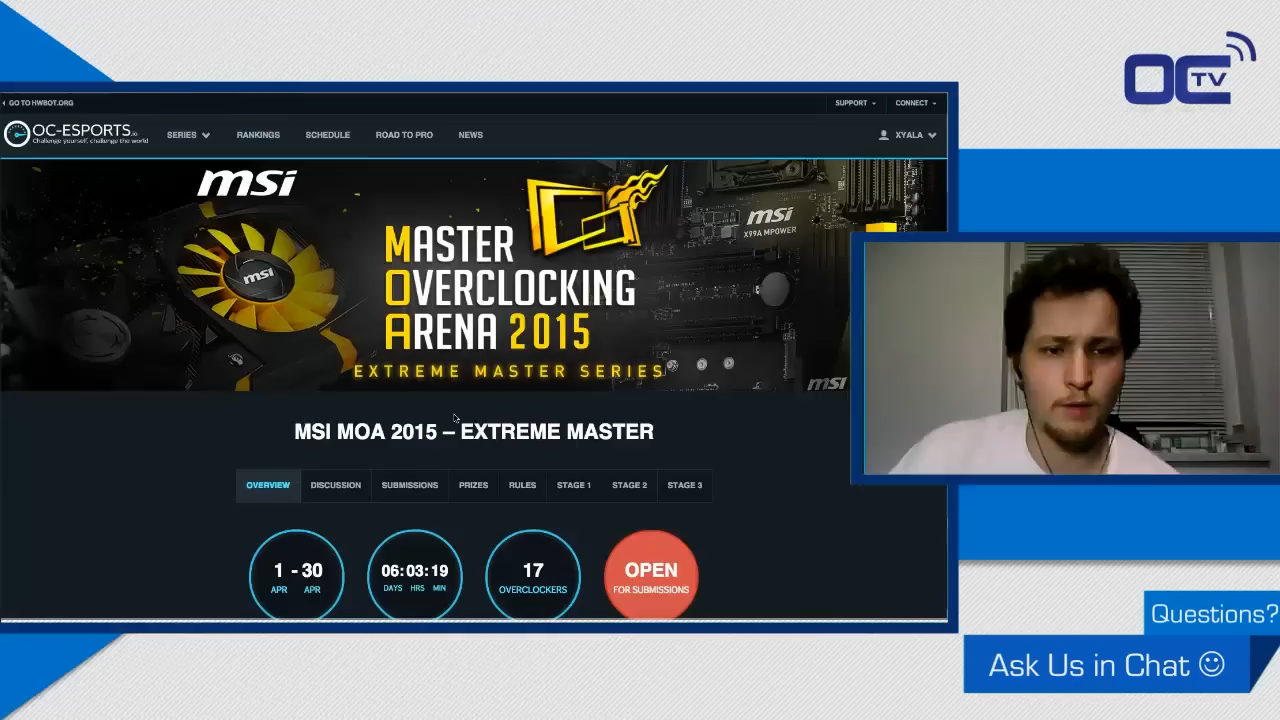 OC
TV
GO TO HWBOT.ORG
SUPPORT
CONNECT
OC-ESPORTS.io
Challenge yourself, challenge the world
SERIES
RANKINGS
SCHEDULE
ROAD TO PRO
NEWS
XYALA
msi
msi
MASTER
OVERCLOCKING
ARENA 2015
EXTREME MASTER SERIES
msi
X99A MPOWER
msi
MSI MOA 2015 – EXTREME MASTER
OVERVIEW
DISCUSSION
SUBMISSIONS
PRIZES
RULES
STAGE 1
STAGE 2
STAGE 3
1 - 30
APR APR
06:03:19
DAYS HRS MIN
17
OVERCLOCKERS
OPEN
FOR SUBMISSIONS
Questions?
Ask Us in Chat